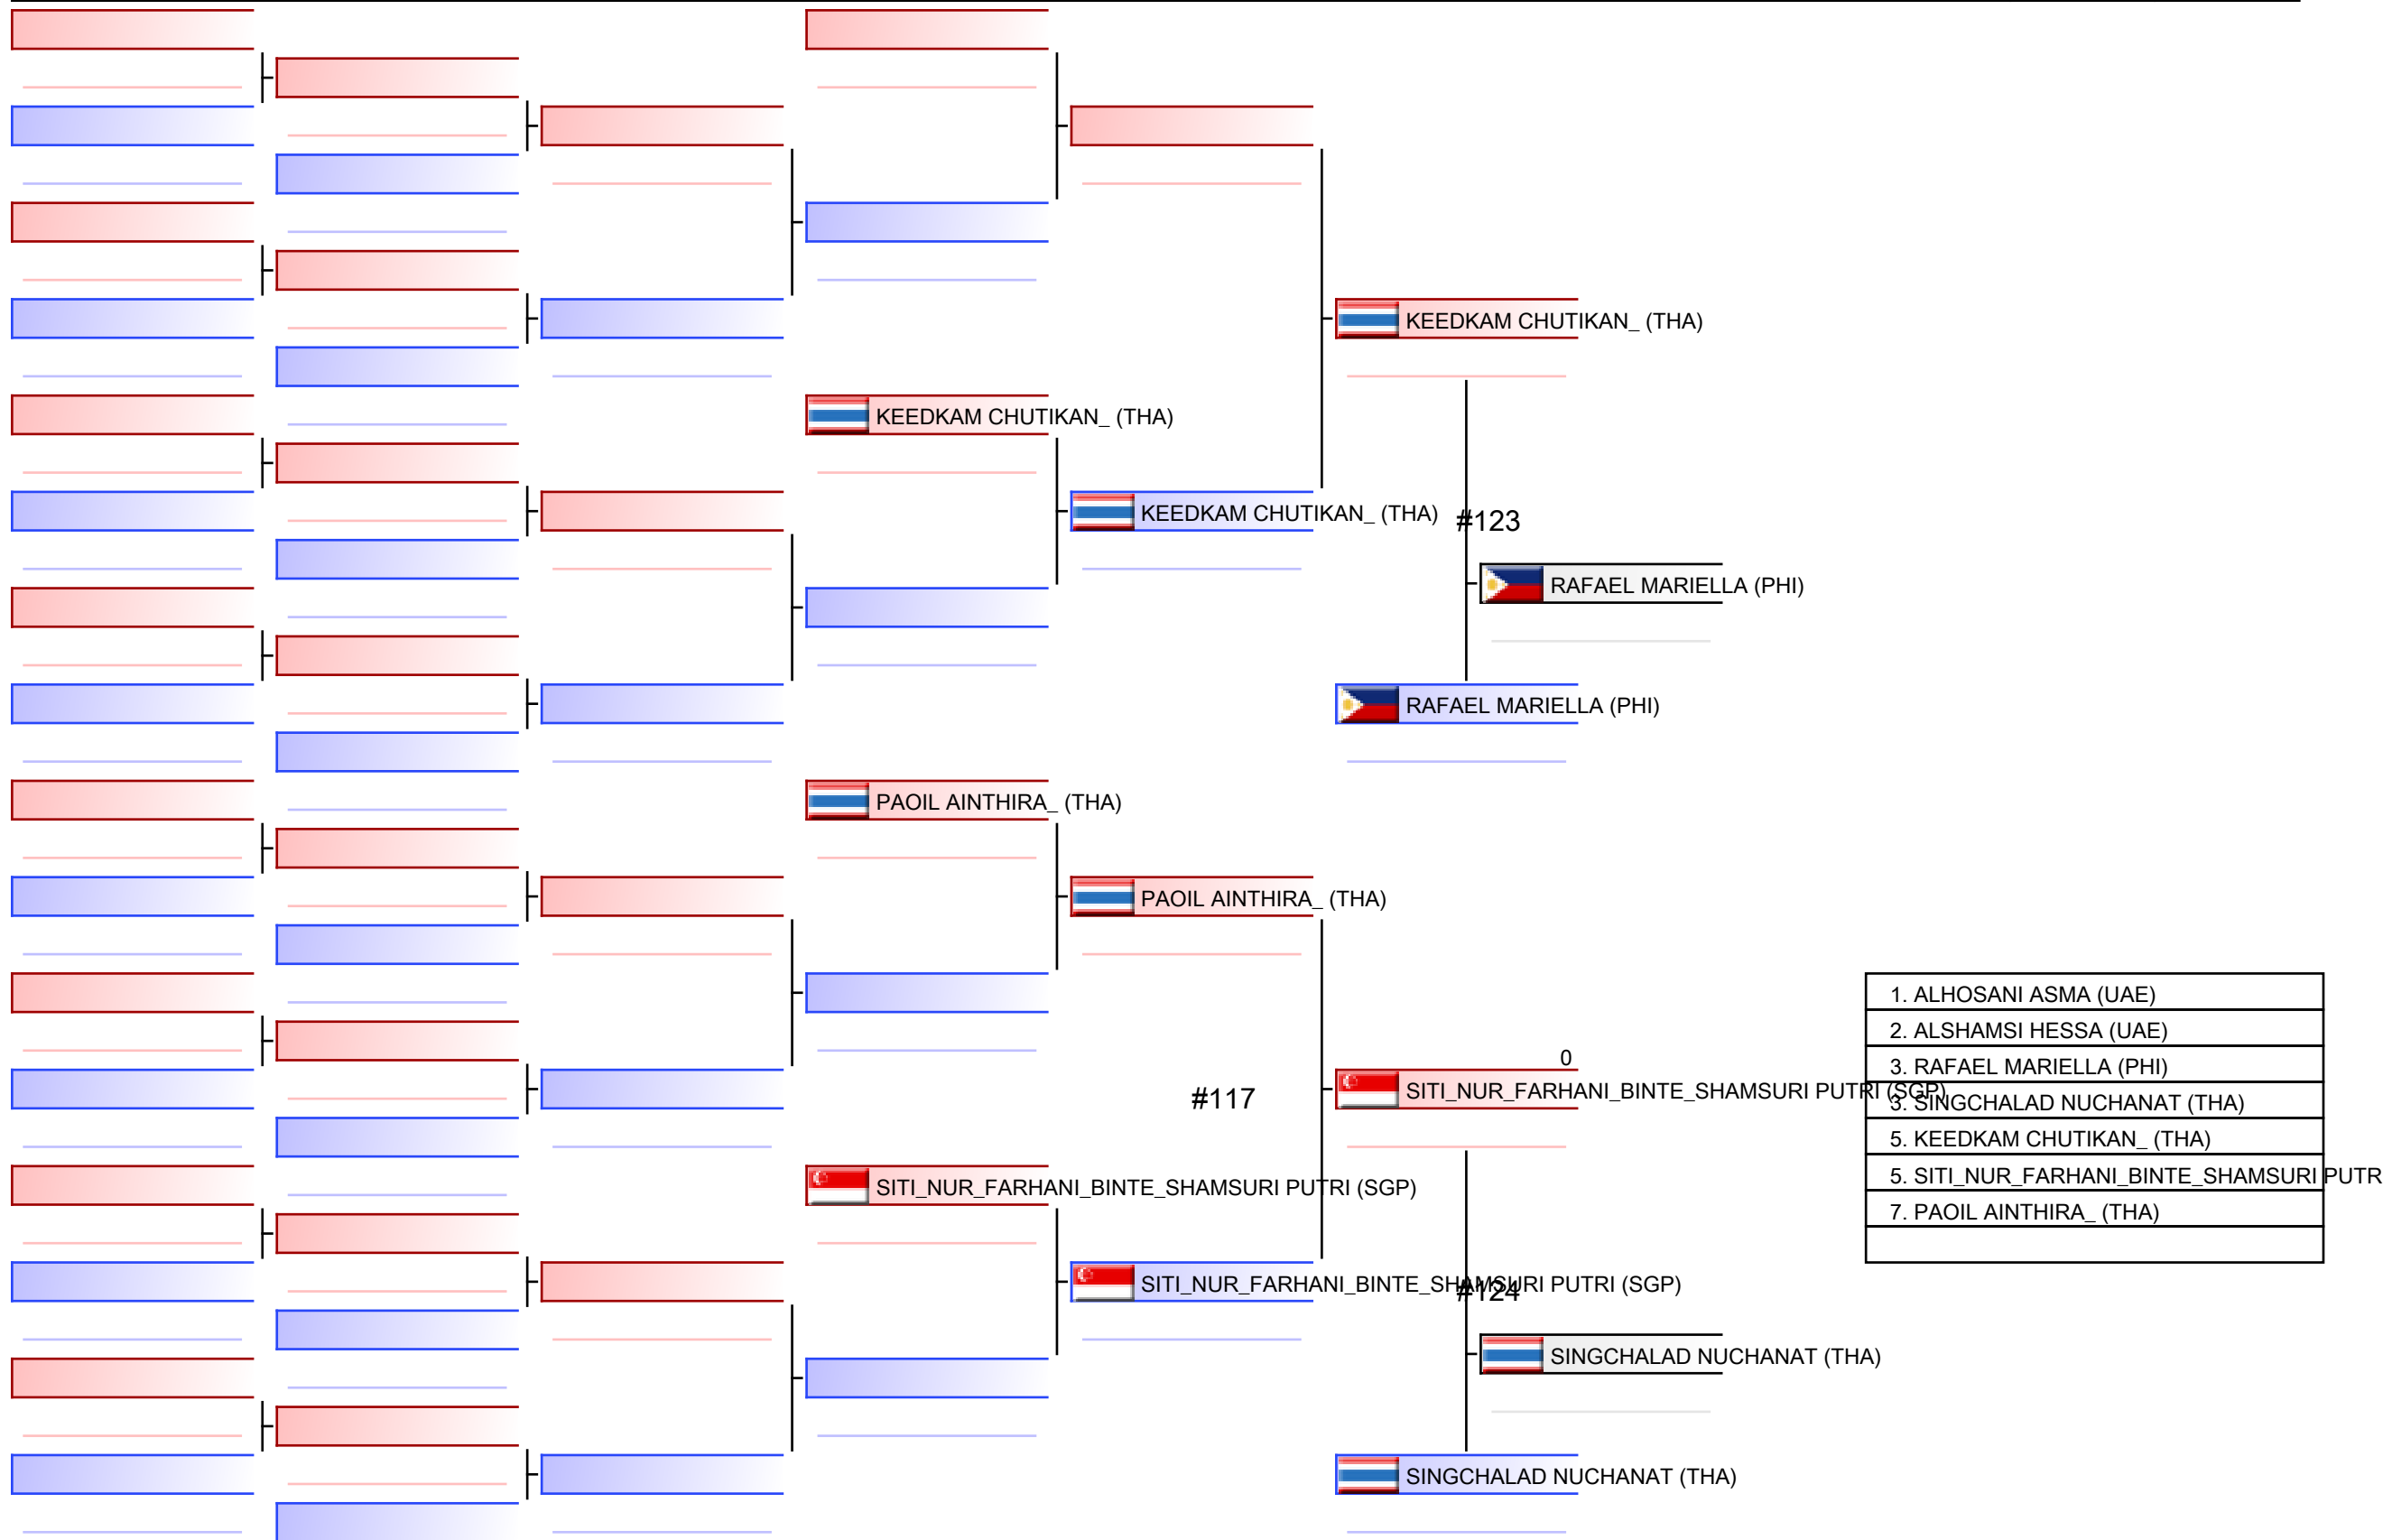 KEEDKAM CHUTIKAN_ (THA)
KEEDKAM CHUTIKAN_ (THA)
KEEDKAM CHUTIKAN_ (THA)
#123
RAFAEL MARIELLA (PHI)
RAFAEL MARIELLA (PHI)
PAOIL AINTHIRA_ (THA)
PAOIL AINTHIRA_ (THA)
0
#117
SITI_NUR_FARHANI_BINTE_SHAMSURI PUTRI (SGP)
SITI_NUR_FARHANI_BINTE_SHAMSURI PUTRI (SGP)
SITI_NUR_FARHANI_BINTE_SHAMSURI PUTRI (SGP)
#124
SINGCHALAD NUCHANAT (THA)
SINGCHALAD NUCHANAT (THA)
1. ALHOSANI ASMA (UAE)
2. ALSHAMSI HESSA (UAE)
3. RAFAEL MARIELLA (PHI)
3. SINGCHALAD NUCHANAT (THA)
5. KEEDKAM CHUTIKAN_ (THA)
5. SITI_NUR_FARHANI_BINTE_SHAMSURI PUTR
7. PAOIL AINTHIRA_ (THA)